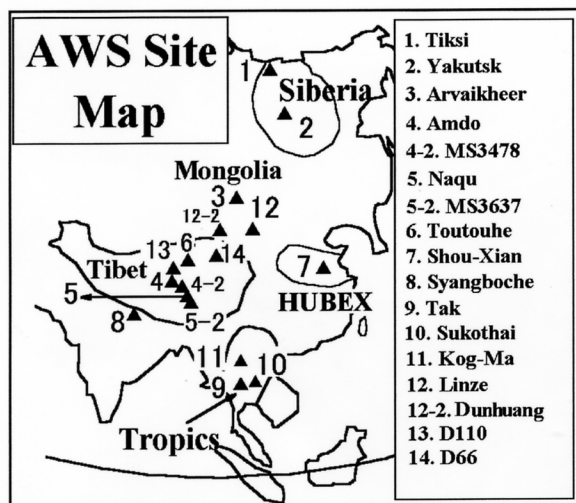 AWS Site
Map
1
Siberia
2
Mongolia
3
12-2
12
13
6
14
Tibet
4
4-2
5
5-2
8
7
HUBEX
11
10
9
Tropics
1. Tiksi
2. Yakutsk
3. Arvaikheer
4. Amdo
4-2. MS3478
5. Naqu
5-2. MS3637
6. Toutouhe
7. Shou-Xian
8. Syangboche
9. Tak
10. Sukothai
11. Kog-Ma
12. Linze
12-2. Dunhuang
13. D110
14. D66